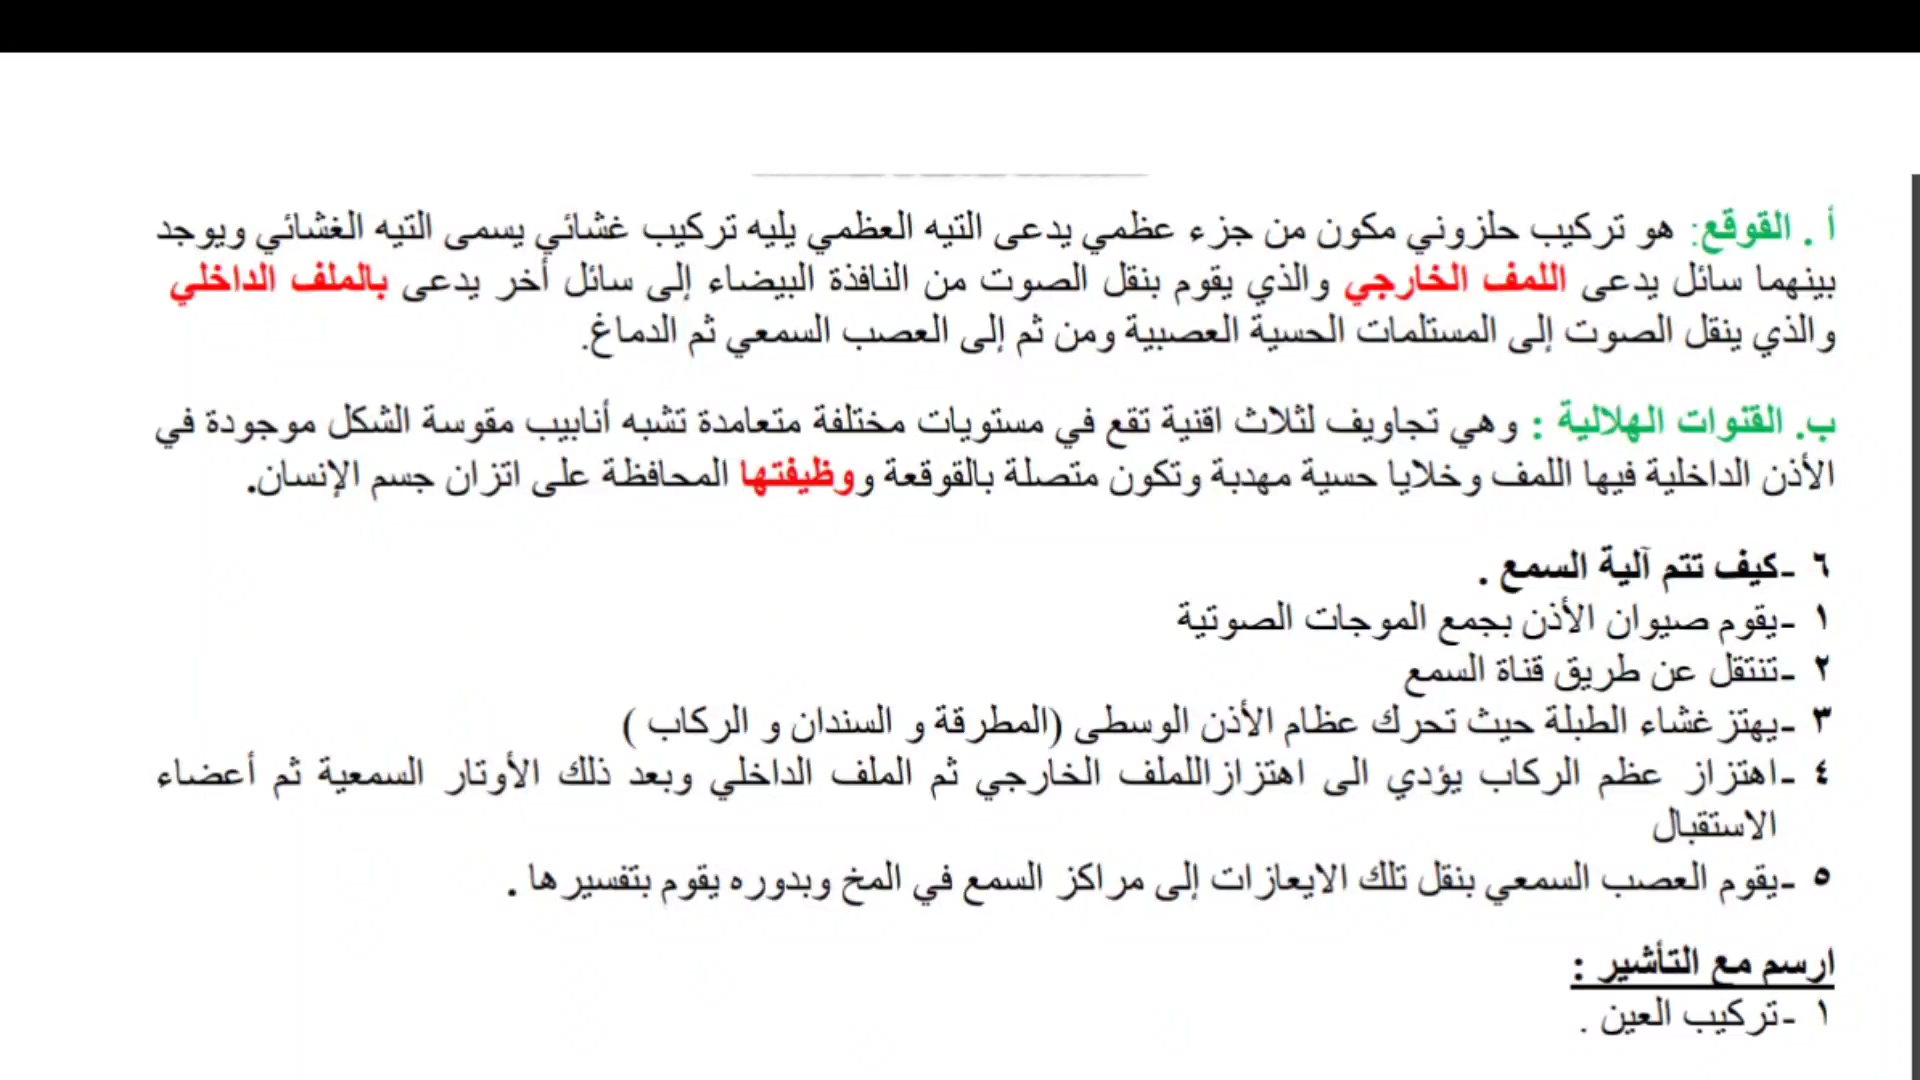 أ . القوقع: هو تركيب حلزوني مكون من جزء عظمي يدعى التيه العظمي يليه تركيب غشائي يسمى التيه الغشائي ويوجد
بينهما سائل يدعى اللمف الخارجي والذي يقوم بنقل الصوت من النافذة البيضاء إلى سائل أخر يدعى بالملف الداخلي
والذي ينقل الصوت إلى المستلمات الحسية العصبية ومن ثم إلى العصب السمعي ثم الدماغ.
ب. القنوات الهلالية : وهي تجاويف لثلاث اقنية تقع في مستويات مختلفة متعامدة تشبه أنابيب مقوسة الشكل موجودة في
الأذن الداخلية فيها اللمف وخلايا حسية مهدبة وتكون متصلة بالقوقعة ووظيفتها المحافظة على اتزان جسم الإنسان.
٦ -كيف تتم آلية السمع .
١ -يقوم صيوان الأذن بجمع الموجات الصوتية
٢ -تنتقل عن طريق قناة السمع
٣ -يهتز غشاء الطبلة حيث تحرك عظام الأذن الوسطى (المطرقة و السندان و الركاب )
٤ -اهتزاز عظم الركاب يؤدي الى اهتزازاللملف الخارجي ثم الملف الداخلي وبعد ذلك الأوتار السمعية ثم أعضاء
الاستقبال
٥ -يقوم العصب السمعي بنقل تلك الايعازات إلى مراكز السمع في المخ وبدوره يقوم بتفسيرها .
ارسم مع التأشير :
١ -تركيب العين .